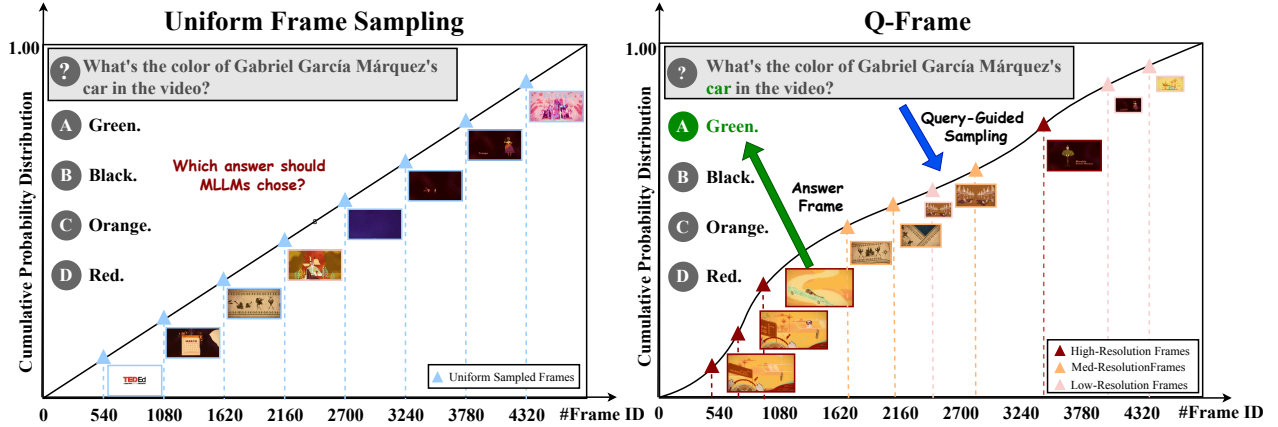 Uniform Frame Sampling
1.00
? What's the color of Gabriel García Márquez's
car in the video?
A Green.
B Black.
C Orange.
D Red.
Which answer should
MLLMs chose?
TEDEd
Uniform Sampled Frames
Cumulative Probability Distribution
0 540 1080 1620 2160 2700 3240 3780 4320 #Frame ID
Q-Frame
1.00
? What's the color of Gabriel García Márquez's
car in the video?
A Green.
B Black.
C Orange.
D Red.
Query-Guided
Sampling
Answer
Frame
High-Resolution Frames
Med-ResolutionFrames
Low-Resolution Frames
Cumulative Probability Distribution
0 540 1080 1620 2160 2700 3240 3780 4320 #Frame ID